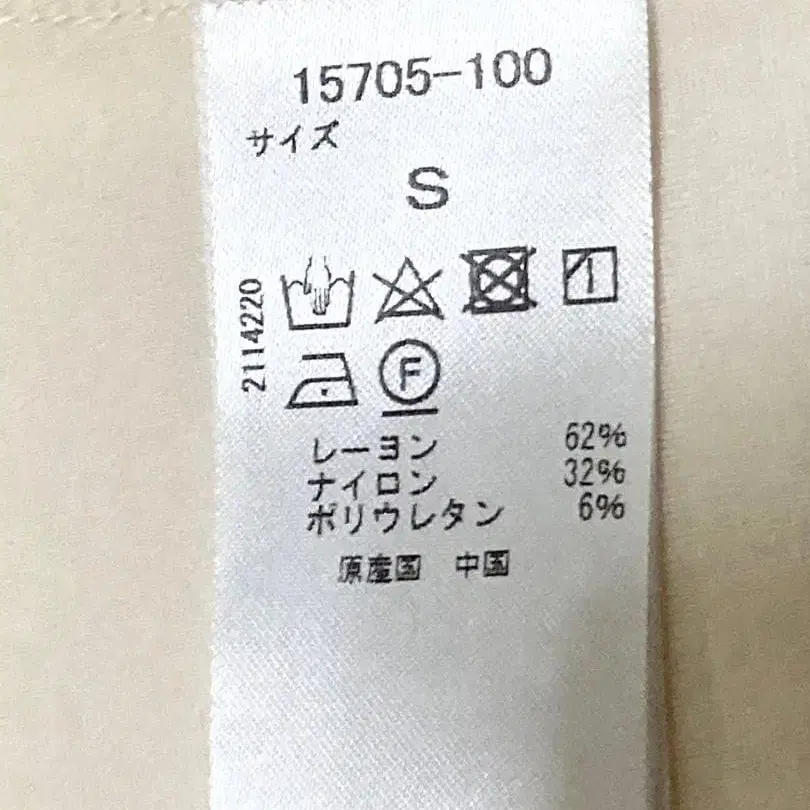 15705-100
サイズ
S
2114220
F
レーヨン 62%
ナイロン 32%
ポリウレタン 6%
原産国 中国